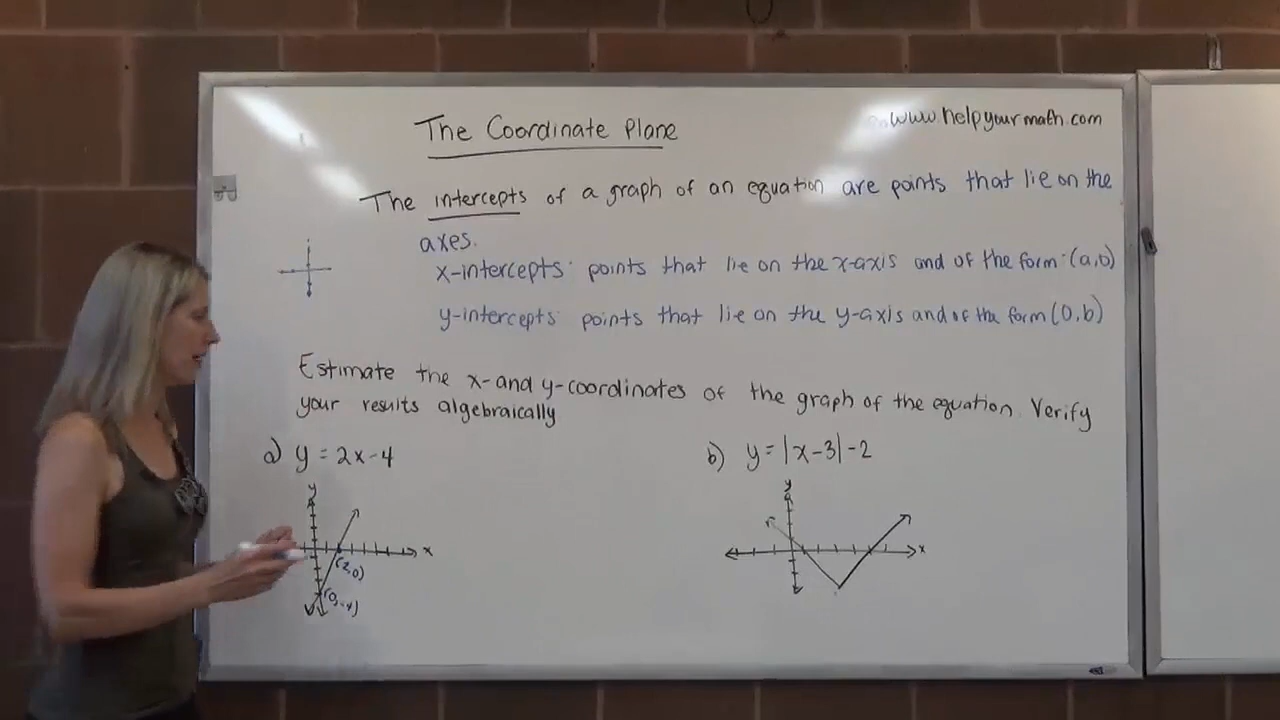 The Coordinate Plane
www.helpyourmath.com
The intercepts of a graph of an equation are points that lie on the
axes.
x-intercepts: points that lie on the x-axis and of the form: (a,0)
y-intercepts: points that lie on the y-axis and of the form (0,b)
Estimate the x- and y-coordinates of the graph of the equation. Verify
your results algebraically
a) y = 2x-4
b) y = |x-3|-2
y
x
(2,0)
(0,-4)
y
x